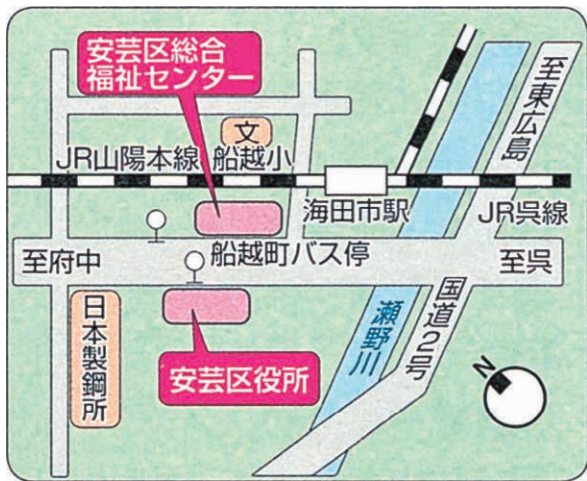 安芸区総合
福祉センター
至東広島
文
JR山陽本線
船越小
海田市駅
JR呉線
至府中
船越町バス停
至呉
日本製鋼所
安芸区役所
瀬野川
国道2号
N